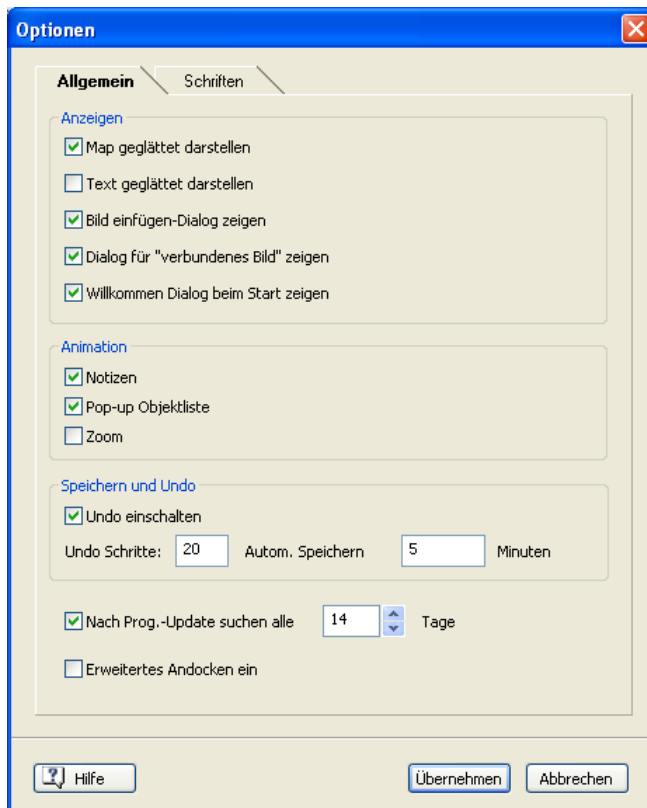 Optionen
Allgemein Schriften
Anzeigen
Map geglättet darstellen
Text geglättet darstellen
Bild einfügen-Dialog zeigen
Dialog für "verbundenes Bild" zeigen
Willkommen Dialog beim Start zeigen
Animation
Notizen
Pop-up Objektliste
Zoom
Speichern und Undo
Undo einschalten
Undo Schritte: 20 Autom. Speichern 5 Minuten
Nach Prog.-Update suchen alle 14 Tage
Erweitertes Andocken ein
Hilfe Übernehmen Abbrechen